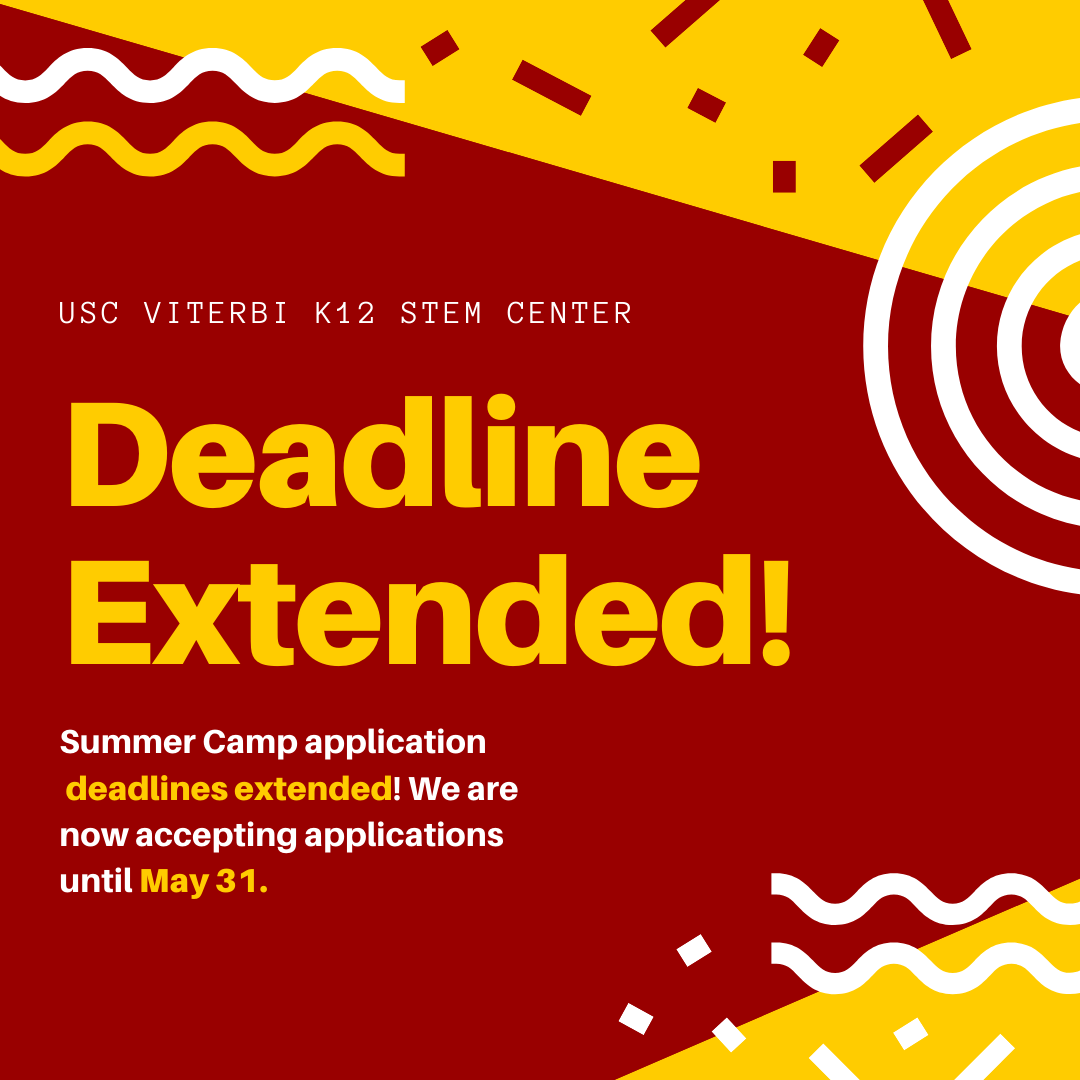 USC VITERBI K12 STEM CENTER
Deadline
Extended!
Summer Camp application
deadlines extended! We are
now accepting applications
until May 31.